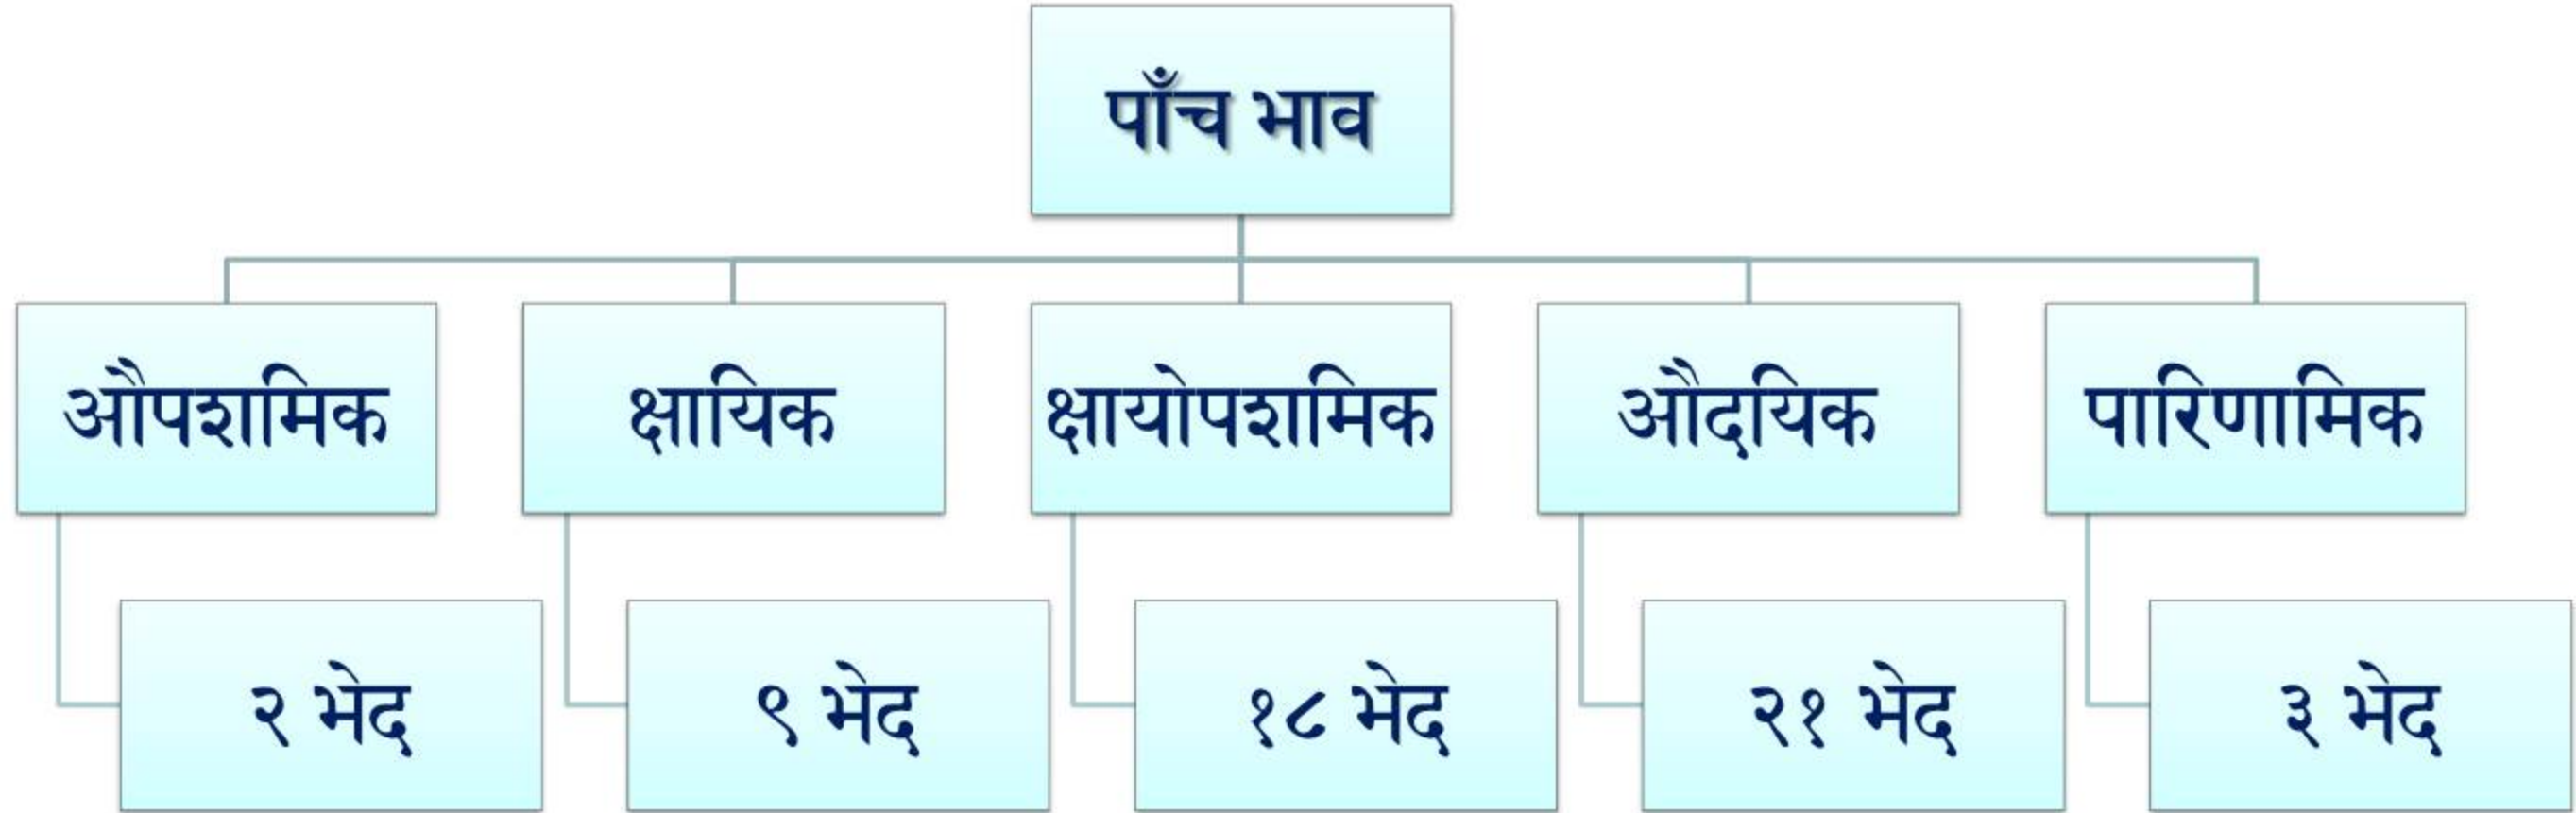 पाँच भाव
औपशमिक
क्षायिक
क्षायोपशमिक
औदयिक
पारिणामिक
२ भेद
९ भेद
१८ भेद
२१ भेद
३ भेद